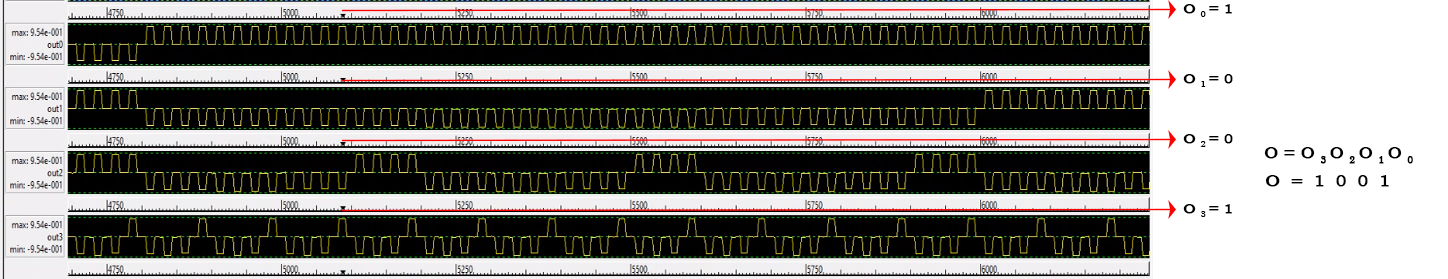 4750 5000 5250 5500 5750 6000
O₀ = 1
max: 9.54e-001
out0
min: -9.54e-001
4750 5000 5250 5500 5750 6000
O₁ = 0
max: 9.54e-001
out1
min: -9.54e-001
4750 5000 5250 5500 5750 6000
O₂ = 0
max: 9.54e-001
out2
min: -9.54e-001
4750 5000 5250 5500 5750 6000
O₃ = 1
max: 9.54e-001
out3
min: -9.54e-001
4750 5000 5250 5500 5750 6000
O = O₃O₂O₁O₀
O = 1 0 0 1